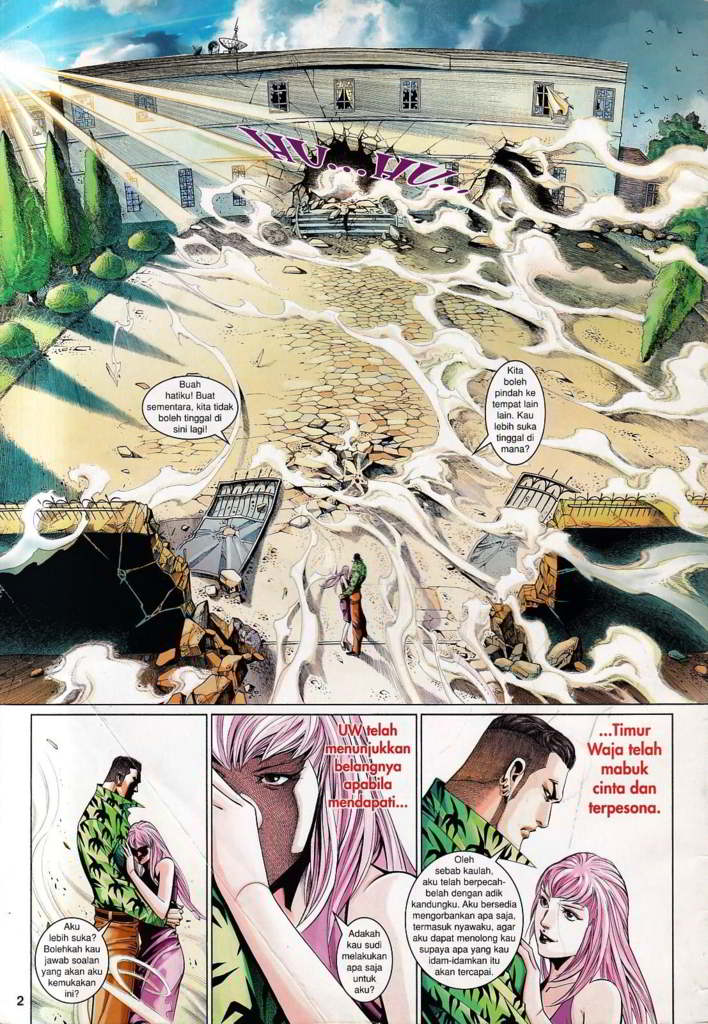 HU...HU...
Buah
hatiku! Buat
sementara, kita tidak
boleh tinggal di
sini lagi!
Kita
boleh
pindah ke
tempat lain
lain. Kau
lebih suka
tinggal di
mana?
Aku
lebih suka?
Bolehkah kau
jawab soalan
yang akan aku
kemukakan
ini?
UW telah
menunjukkan
belangnya
apabila
mendapati...
Adakah
kau sudi
melakukan
apa saja
untuk
aku?
...Timur
Waja telah
mabuk
cinta dan
terpesona.
Oleh
sebab kaulah,
aku telah berpecah-
belah dengan adik
kandungku. Aku bersedia
mengorbankan apa saja,
termasuk nyawaku, agar
aku dapat menolong kau
supaya apa yang kau
idam-idamkan itu
akan tercapai.
2